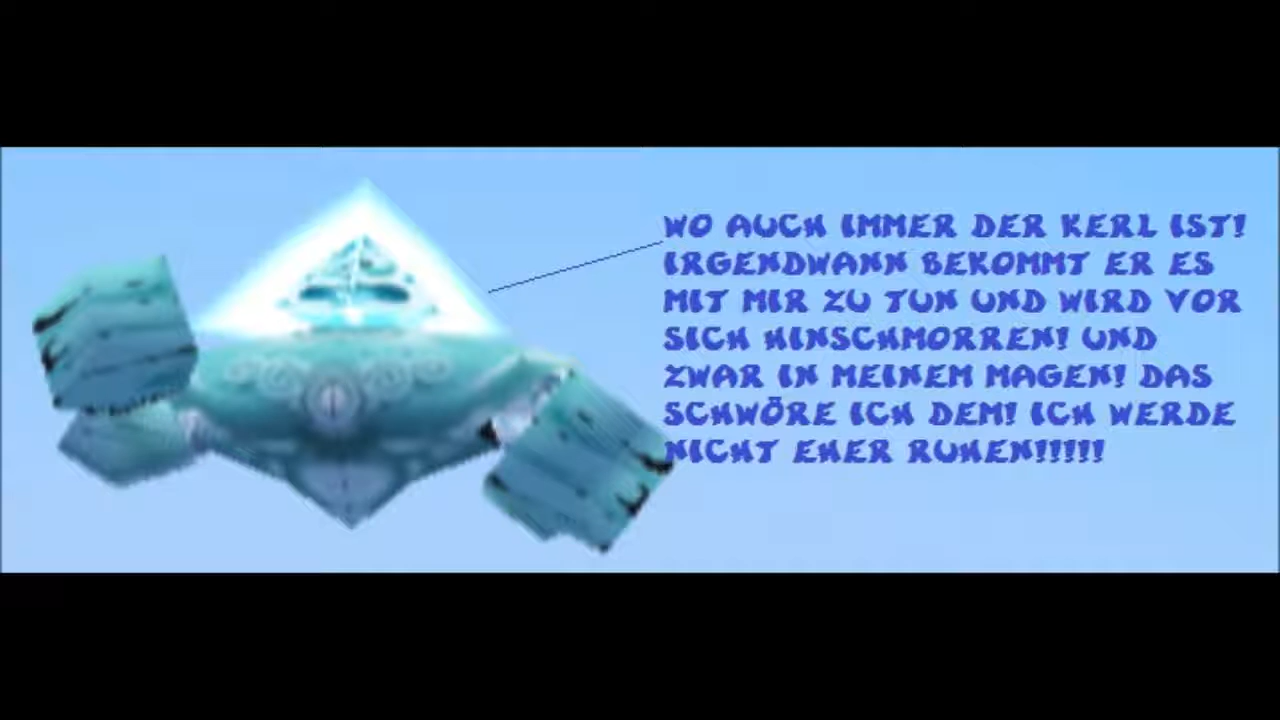 WO AUCH IMMER DER KERL IST!
IRGENDWANN BEKOMMT ER ES
MIT MIR ZU TUN UND WIRD VOR
SICH HINSCHMORREN! UND
ZWAR IN MEINEM MAGEN! DAS
SCHWÖRE ICH DEM! ICH WERDE
NICHT EHER RUHEN!!!!!